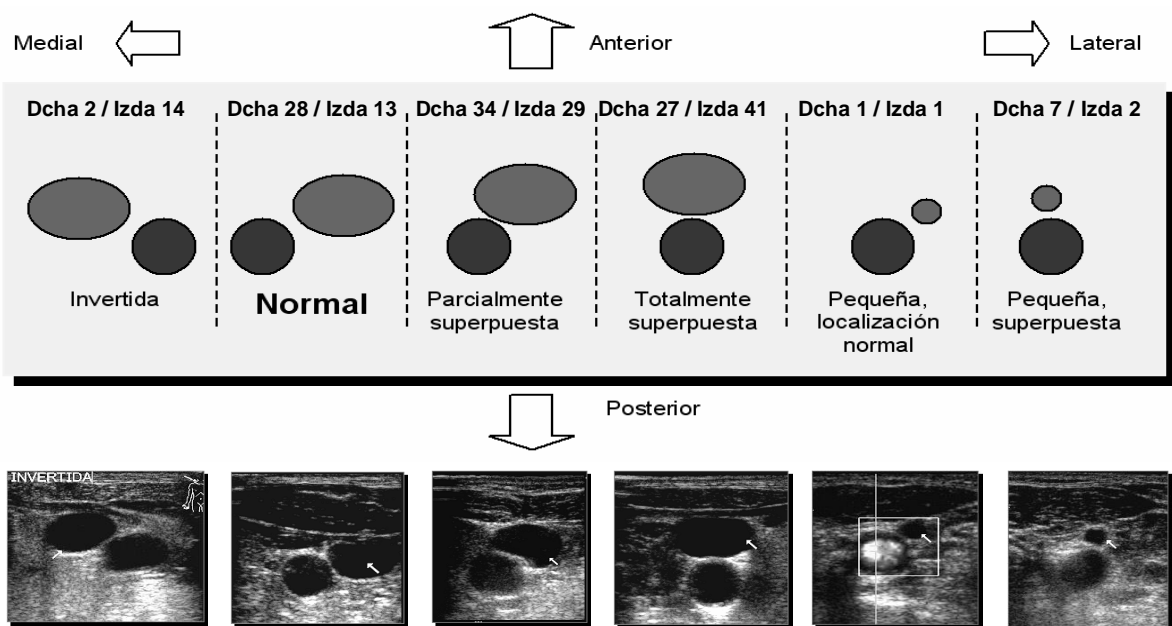 Medial
Anterior
Lateral
Dcha 2 / Izda 14
Dcha 28 / Izda 13
Dcha 34 / Izda 29
Dcha 27 / Izda 41
Dcha 1 / Izda 1
Dcha 7 / Izda 2
Invertida
Normal
Parcialmente
superpuesta
Totalmente
superpuesta
Pequeña,
localización
normal
Pequeña,
superpuesta
Posterior
INVERTIDA